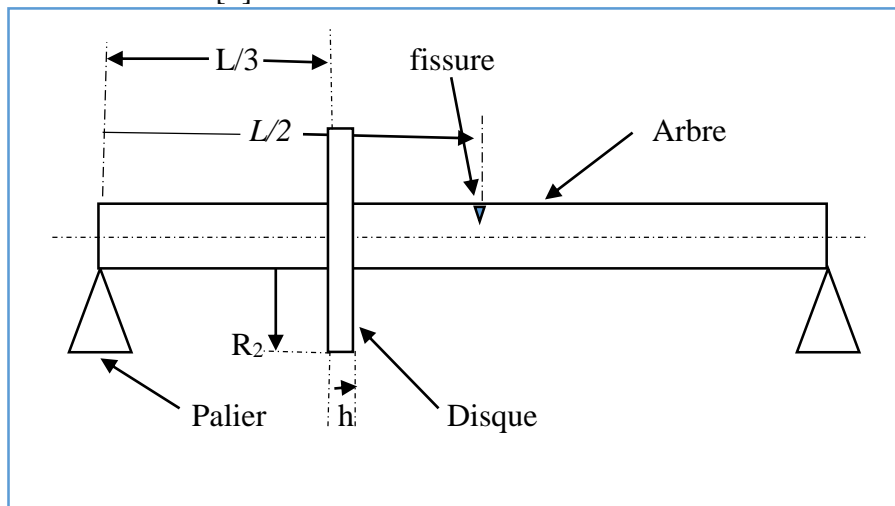 L/3
fissure
L/2
Arbre
R2
Palier
h
Disque